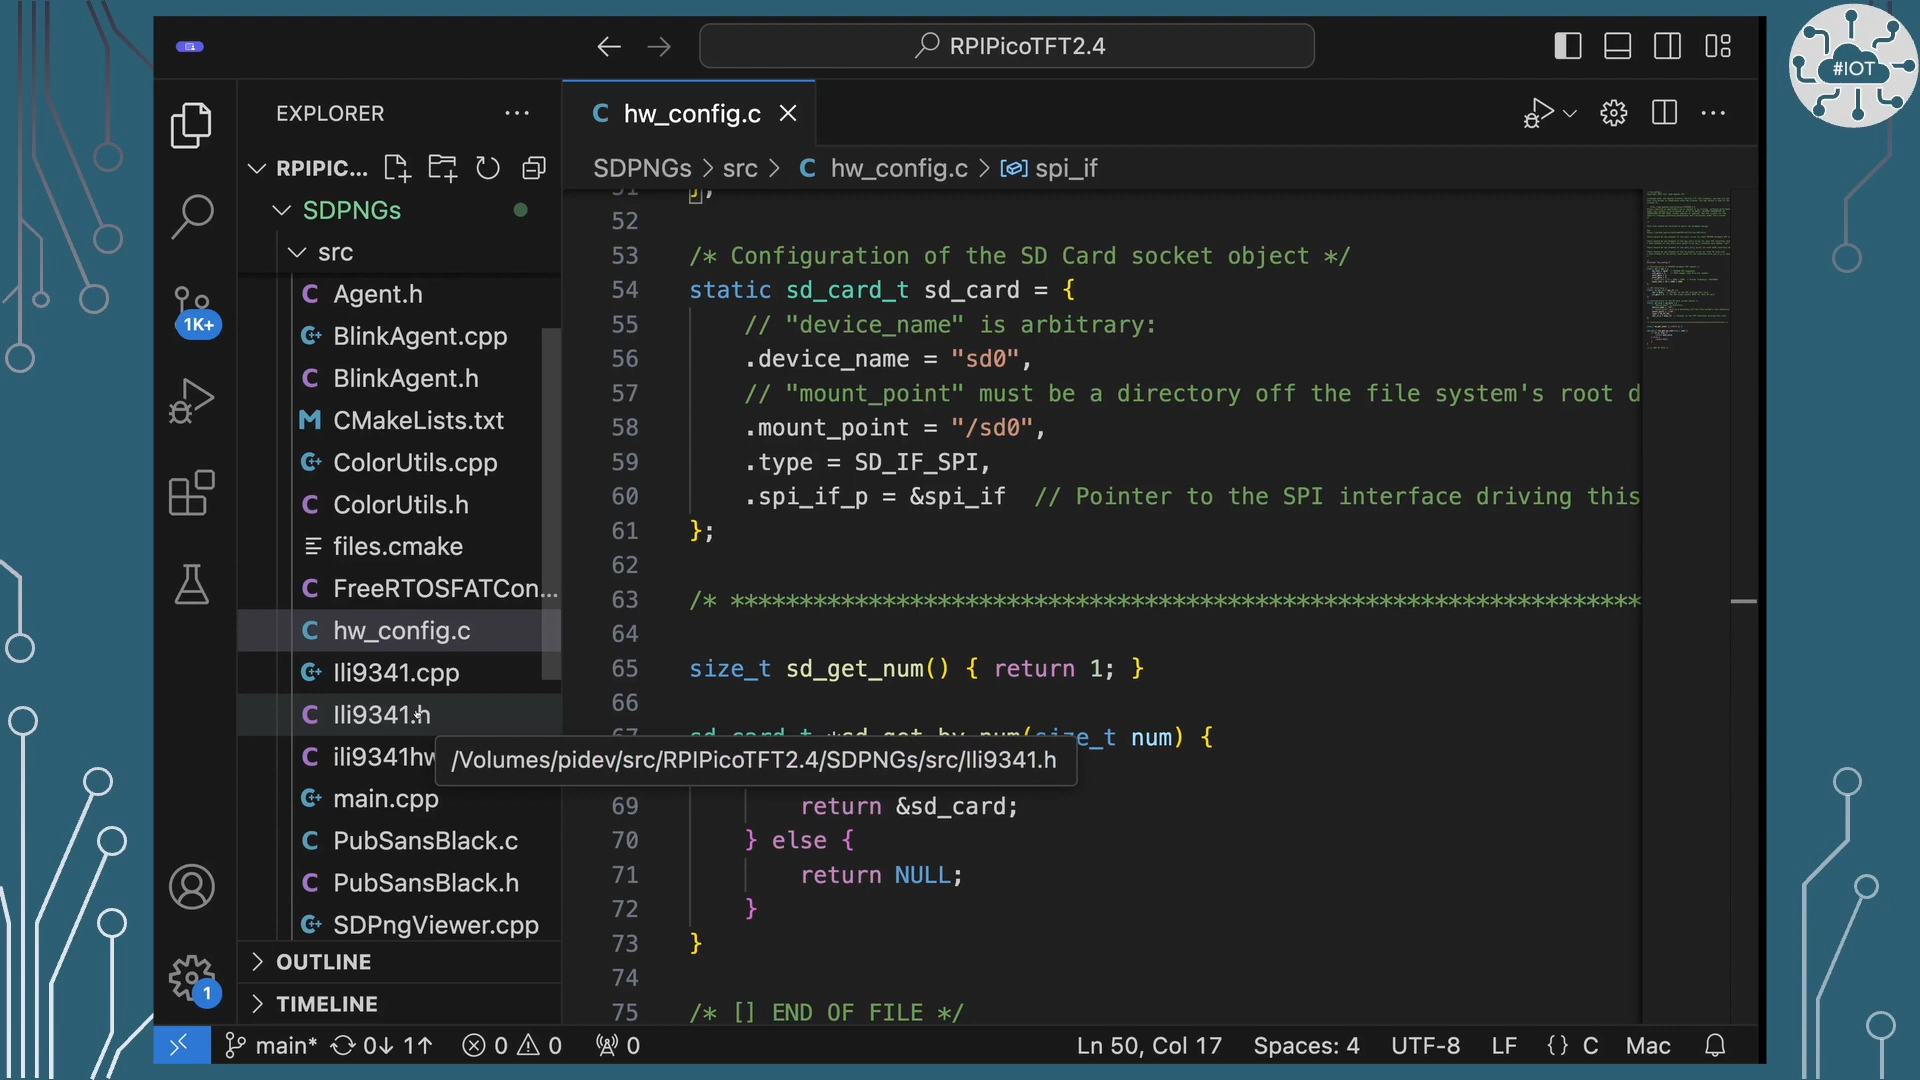 RPIPicoTFT2.4
#IOT
EXPLORER
hw_config.c
RPIPIC...
SDPNGs > src > C hw_config.c > spi_if
SDPNGs
src
1K+
Agent.h
BlinkAgent.cpp
BlinkAgent.h
CMakeLists.txt
ColorUtils.cpp
ColorUtils.h
files.cmake
FreeRTOSFATCon...
hw_config.c
Ili9341.cpp
Ili9341.h
ili9341hw
main.cpp
PubSansBlack.c
PubSansBlack.h
SDPngViewer.cpp
OUTLINE
TIMELINE
1
51 };
52
53 /* Configuration of the SD Card socket object */
54 static sd_card_t sd_card = {
55 // "device_name" is arbitrary:
56 .device_name = "sd0",
57 // "mount_point" must be a directory off the file system's root d
58 .mount_point = "/sd0",
59 .type = SD_IF_SPI,
60 .spi_if_p = &spi_if // Pointer to the SPI interface driving this
61 };
62
63 /* *******************************************************************
64
65 size_t sd_get_num() { return 1; }
66
67 sd_card_t *sd_get_by_num(size_t num) {
/Volumes/pidev/src/RPIPicoTFT2.4/SDPNGs/src/Ili9341.h
69 return &sd_card;
70 } else {
71 return NULL;
72 }
73 }
74
75 /* [] END OF FILE */
main* 0↓ 1↑ 0 0 0 Ln 50, Col 17 Spaces: 4 UTF-8 LF {} C Mac